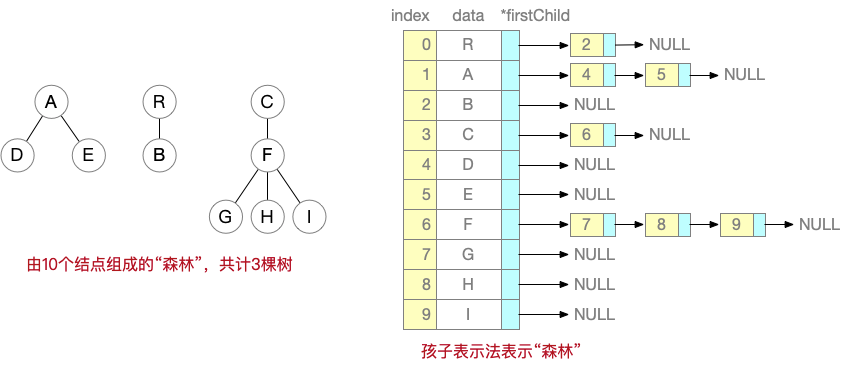 A
D E
R
B
C
F
G H I
由10个结点组成的“森林”，共计3棵树
index data *firstChild
0 R 2 NULL
1 A 4 5 NULL
2 B NULL
3 C 6 NULL
4 D NULL
5 E NULL
6 F 7 8 9 NULL
7 G NULL
8 H NULL
9 I NULL
孩子表示法表示“森林”